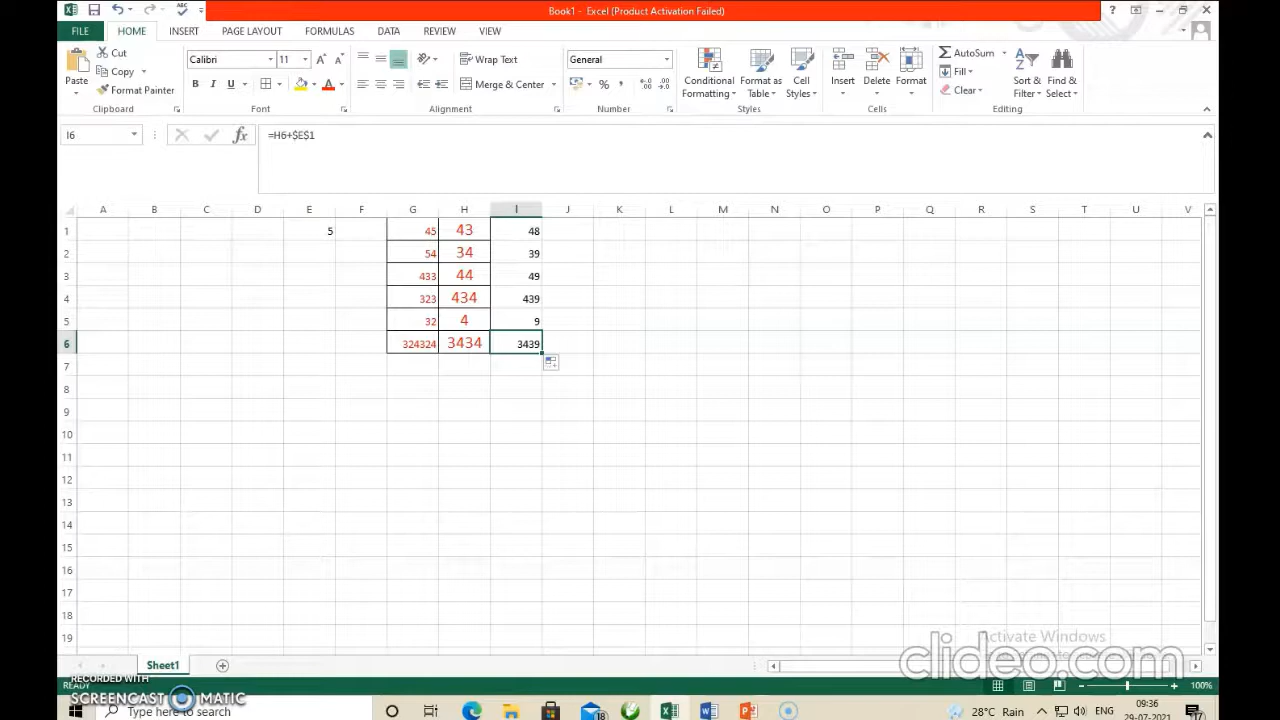 Book1 - Excel (Product Activation Failed)
FILE HOME INSERT PAGE LAYOUT FORMULAS DATA REVIEW VIEW
Paste Cut Copy Format Painter
Clipboard
Calibri 11
B I U A
Font
Wrap Text
Merge & Center
Alignment
General
% ,
Number
Conditional Formatting Format as Table Cell Styles
Styles
Insert Delete Format
Cells
AutoSum Fill Clear Sort & Filter Find & Select
Editing
I6 fx =H6+$E$1
A B C D E F G H I J K L M N O P Q R S T U V
1 5 45 43 48
2 54 34 39
3 433 44 49
4 323 434 439
5 32 4 9
6 324324 3434 3439
7
8
9
10
11
12
13
14
15
16
17
18
19
Activate Windows
clideo.com
Sheet1
RECORDED WITH
SCREENCAST MATIC
READY
100%
Type here to search
18
28°C Rain
ENG
09:36
29-07-2021
17